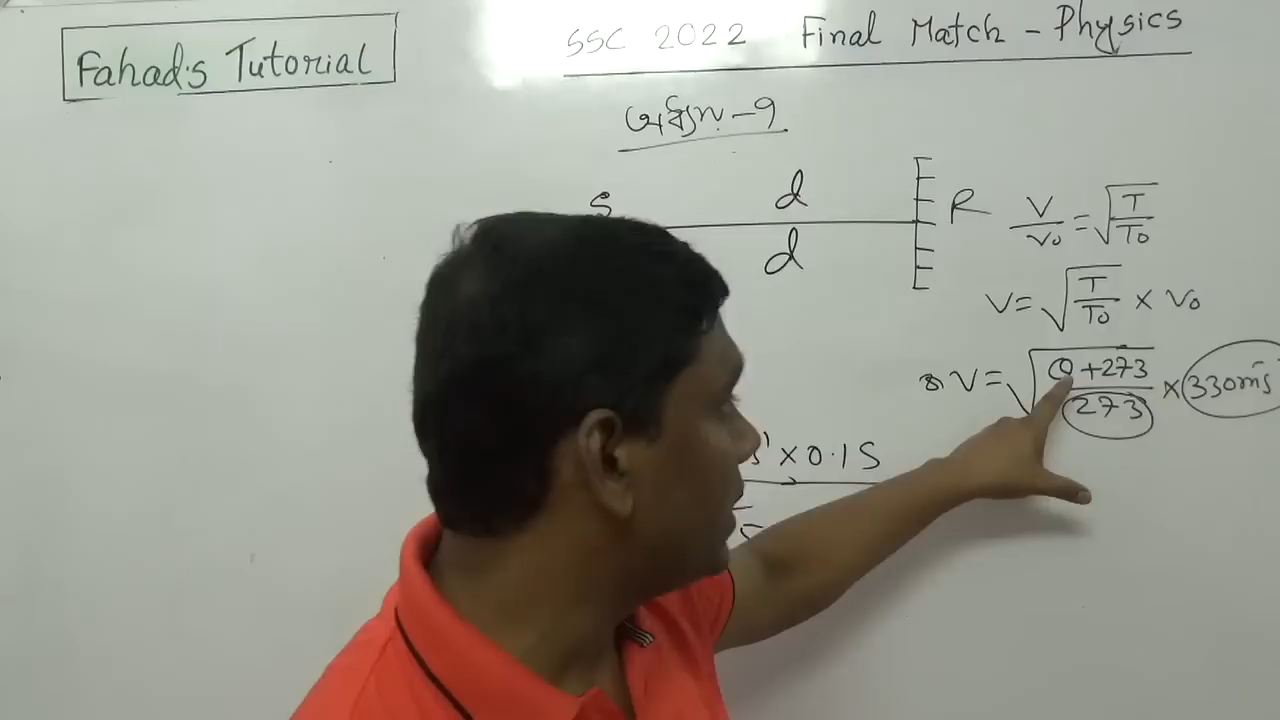 Fahad's Tutorial
SSC 2022 Final Match - Physics
অধ্যায়-৭
S d R
d
V/V₀ = √(T/T₀)
V = √(T/T₀) × V₀
V = √((θ+273)/273) × 330ms⁻¹
× 0.1S